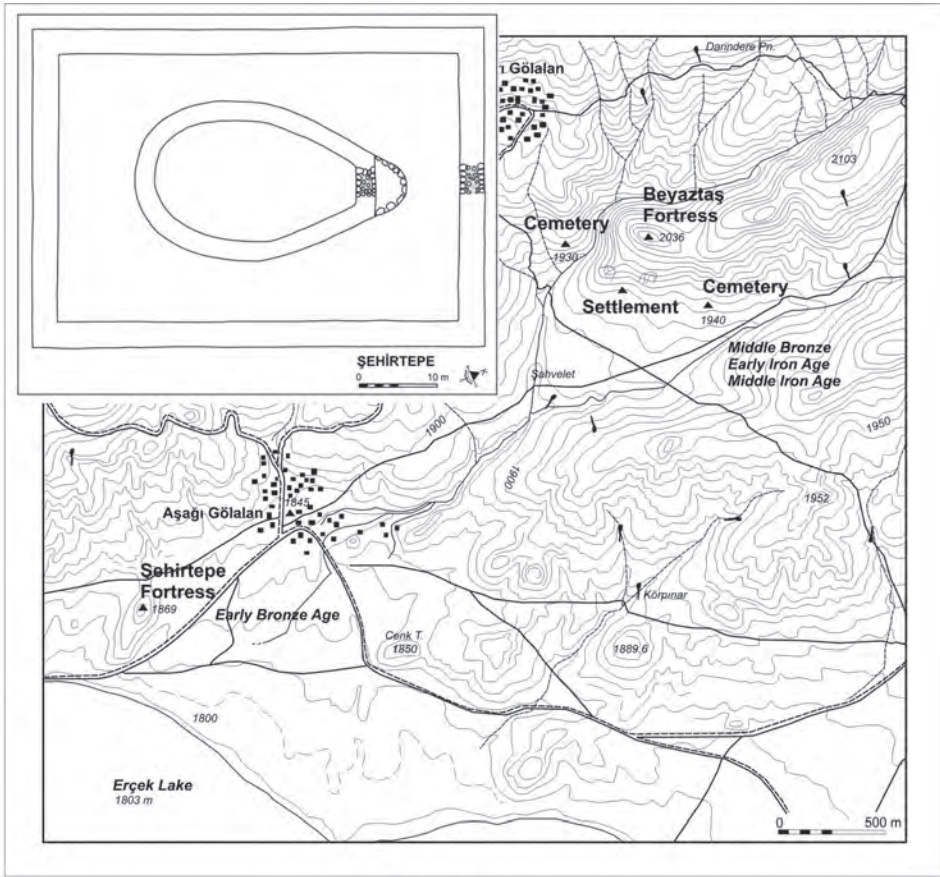 ŞEHİRTEPE
0 10 m
Darindere Pn.
Gölalan
2103
Beyaztaş
Fortress
2036
Cemetery
1930
Settlement
Cemetery
1940
Middle Bronze
Early Iron Age
Middle Iron Age
Şahvelet
1900
1950
1900
1952
1845
Aşağı Gölalan
Şehirtepe
Fortress
1869
Early Bronze Age
Körpınar
Cenk T.
1850
1889.6
1800
Erçek Lake
1803 m
0 500 m